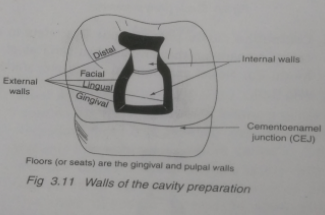 Distal
Internal walls
Facial
External
walls
Lingual
Gingival
Cementoenamel
junction (CEJ)
Floors (or seats) are the gingival and pulpal walls
Fig 3.11 Walls of the cavity preparation